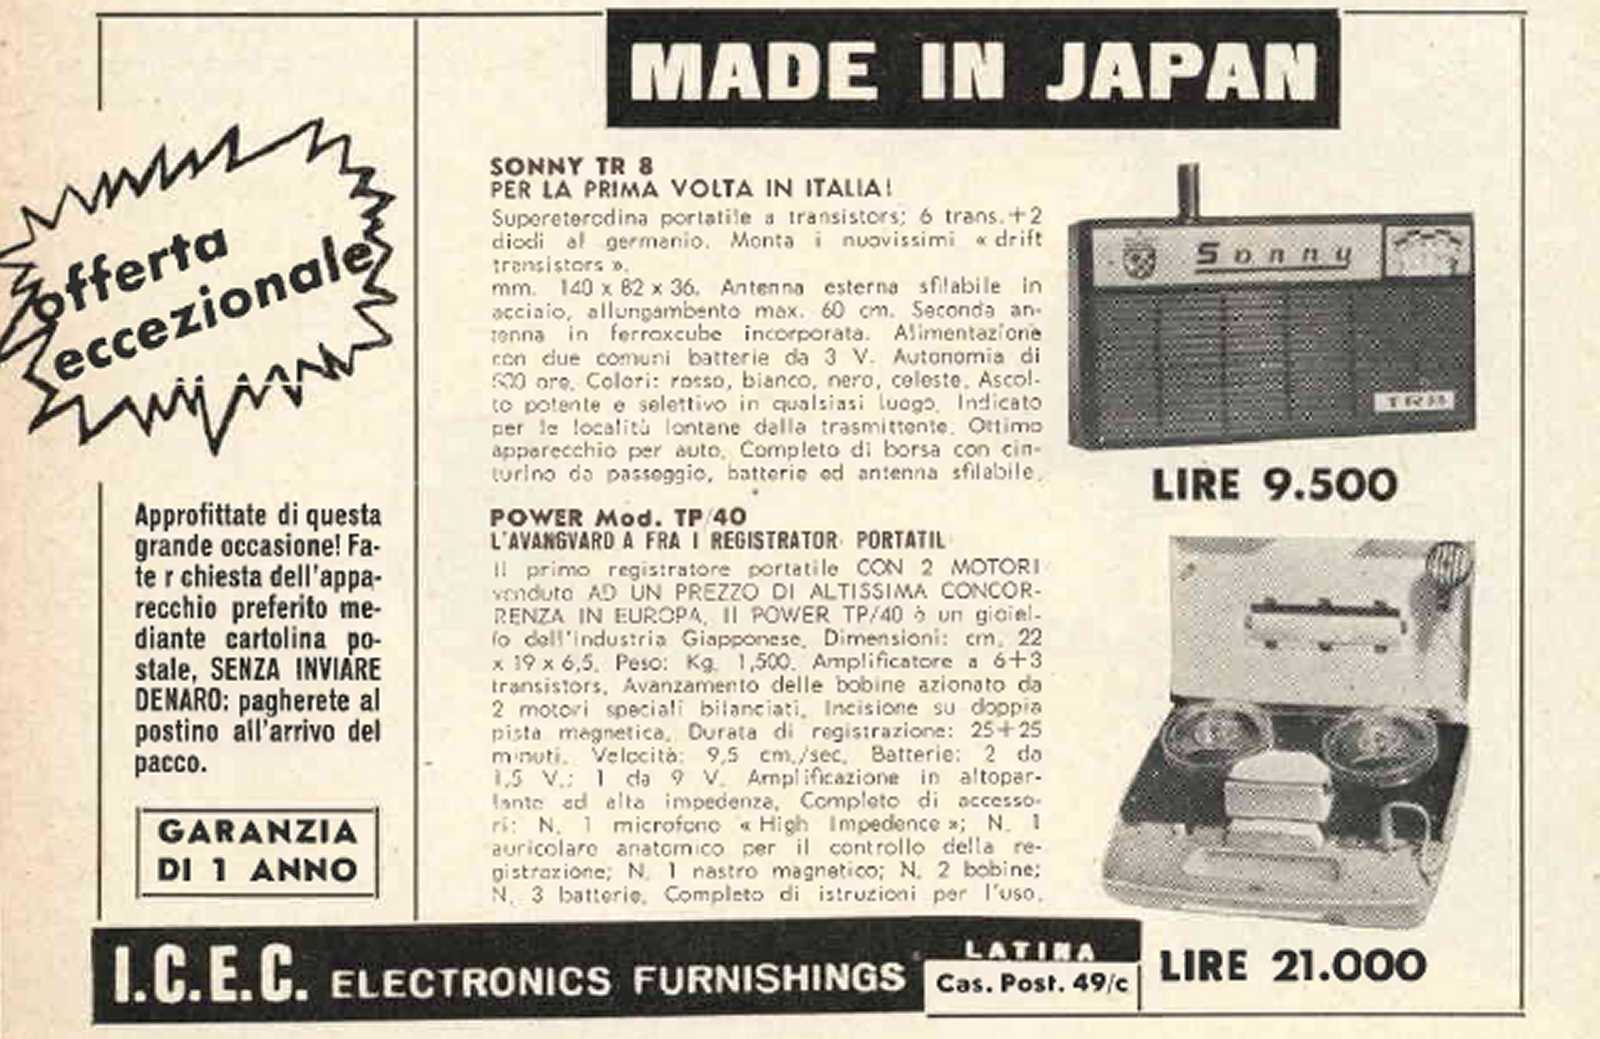 MADE IN JAPAN
offerta
eccezionale
Approfittate di questa
grande occasione! Fa-
te r chiesta dell'appa-
recchio preferito me-
diante cartolina po-
stale, SENZA INVIARE
DENARO: pagherete al
postino all'arrivo del
pacco.
GARANZIA
DI 1 ANNO
SONNY TR 8
PER LA PRIMA VOLTA IN ITALIA!
Supereterodina portatile a transistors; 6 trans.+2
diodi al germanio. Monta i nuovissimi «drift
transistors».
mm. 140 x 82 x 36. Antenna esterna sfilabile in
acciaio, allungambento max. 60 cm. Seconda an-
tenna in ferroxcube incorporata. Alimentazione
con due comuni batterie da 3 V. Autonomia di
500 ore. Colori: rosso, bianco, nero, celeste. Ascol-
to potente e selettivo in qualsiasi luogo. Indicato
per le località lontane dalla trasmittente. Ottimo
apparecchio per auto. Completo di borsa con cin-
turino da passeggio, batterie ed antenna sfilabile.
Sonny
TR8
LIRE 9.500
POWER Mod. TP/40
L'AVANGVARD A FRA I REGISTRATOR PORTATIL
Il primo registratore portatile CON 2 MOTORI
venduto AD UN PREZZO DI ALTISSIMA CONCOR-
RENZA IN EUROPA. Il POWER TP/40 è un gioiel-
lo dell'Industria Giapponese. Dimensioni: cm. 22
x 19 x 6,5. Peso: Kg. 1,500. Amplificatore a 6+3
transistors. Avanzamento delle bobine azionato da
2 motori speciali bilanciati. Incisione su doppia
pista magnetica. Durata di registrazione: 25+25
minuti. Velocità: 9,5 cm./sec. Batterie: 2 da
1,5 V.; 1 da 9 V. Amplificazione in altopar-
lante ad alta impedenza. Completo di accesso-
ri: N. 1 microfono «High Impedence»; N. 1
auricolare anatomico per il controllo della re-
gistrazione; N. 1 nastro magnetico; N. 2 bobine;
N. 3 batterie. Completo di istruzioni per l'uso.
LIRE 21.000
I.C.E.C. ELECTRONICS FURNISHINGS
LATINA
Cas. Post. 49/c